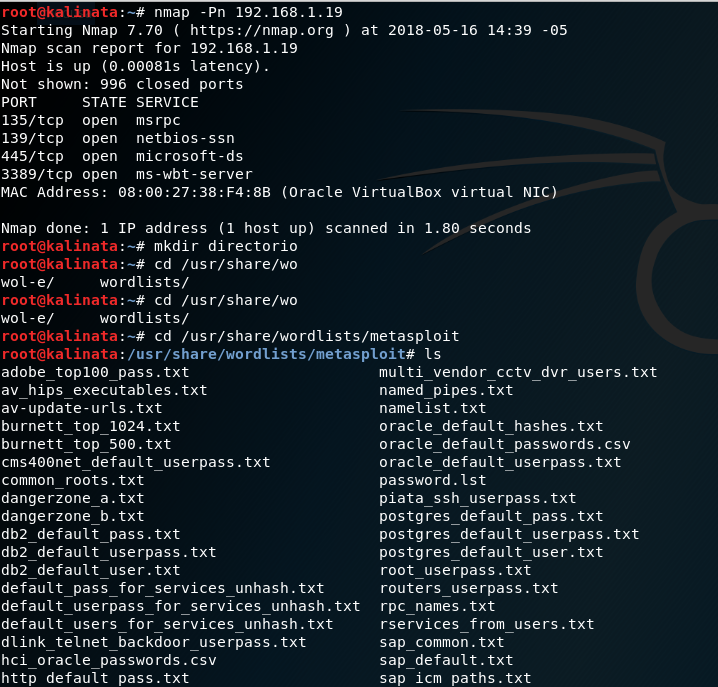 root@kalinata:~# nmap -Pn 192.168.1.19
Starting Nmap 7.70 ( https://nmap.org ) at 2018-05-16 14:39 -05
Nmap scan report for 192.168.1.19
Host is up (0.00081s latency).
Not shown: 996 closed ports
PORT     STATE SERVICE
135/tcp  open  msrpc
139/tcp  open  netbios-ssn
445/tcp  open  microsoft-ds
3389/tcp open  ms-wbt-server
MAC Address: 08:00:27:38:F4:8B (Oracle VirtualBox virtual NIC)

Nmap done: 1 IP address (1 host up) scanned in 1.80 seconds
root@kalinata:~# mkdir directorio
root@kalinata:~# cd /usr/share/wo
wol-e/     wordlists/
root@kalinata:~# cd /usr/share/wo
wol-e/     wordlists/
root@kalinata:~# cd /usr/share/wordlists/metasploit
root@kalinata:/usr/share/wordlists/metasploit# ls
adobe_top100_pass.txt                     multi_vendor_cctv_dvr_users.txt
av_hips_executables.txt                   named_pipes.txt
av-update-urls.txt                        namelist.txt
burnett_top_1024.txt                      oracle_default_hashes.txt
burnett_top_500.txt                       oracle_default_passwords.csv
cms400net_default_userpass.txt            oracle_default_userpass.txt
common_roots.txt                          password.lst
dangerzone_a.txt                          piata_ssh_userpass.txt
dangerzone_b.txt                          postgres_default_pass.txt
db2_default_pass.txt                      postgres_default_userpass.txt
db2_default_userpass.txt                  postgres_default_user.txt
db2_default_user.txt                      root_userpass.txt
default_pass_for_services_unhash.txt      routers_userpass.txt
default_userpass_for_services_unhash.txt  rpc_names.txt
default_users_for_services_unhash.txt     rservices_from_users.txt
dlink_telnet_backdoor_userpass.txt        sap_common.txt
hci_oracle_passwords.csv                  sap_default.txt
http_default_pass.txt                     sap_icm_paths.txt